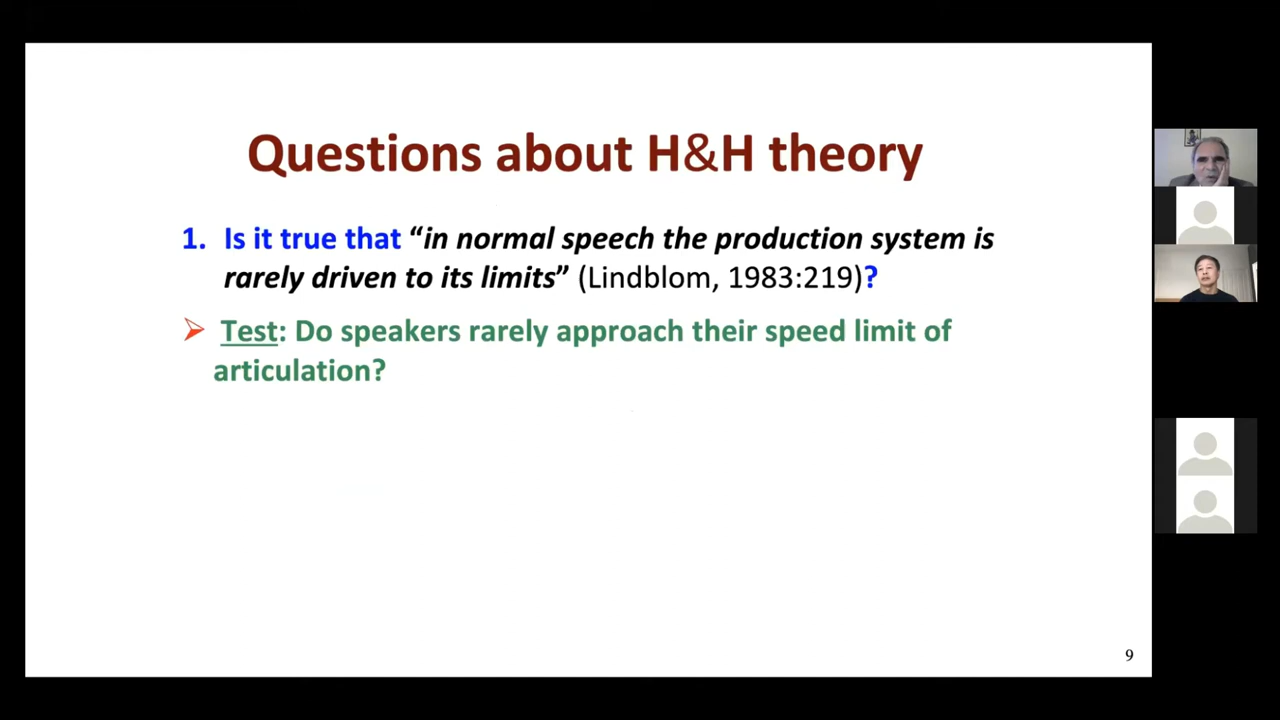 Questions about H&H theory
1. Is it true that “in normal speech the production system is
rarely driven to its limits” (Lindblom, 1983:219)?
➢ Test: Do speakers rarely approach their speed limit of
articulation?
9